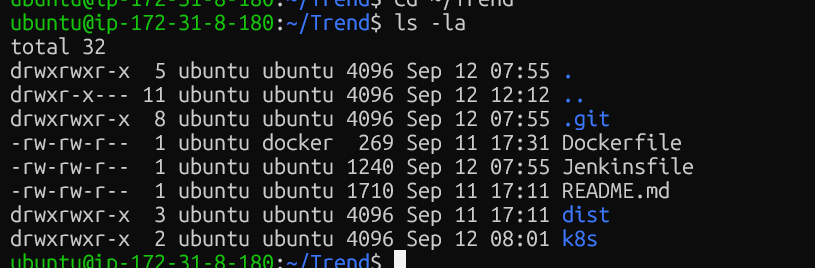 ubuntu@ip-172-31-8-180:~/Trend$ cd ~/Trend
ubuntu@ip-172-31-8-180:~/Trend$ ls -la
total 32
drwxrwxr-x  5 ubuntu ubuntu 4096 Sep 12 07:55 .
drwxr-x--- 11 ubuntu ubuntu 4096 Sep 12 12:12 ..
drwxrwxr-x  8 ubuntu ubuntu 4096 Sep 12 07:55 .git
-rw-rw-r--  1 ubuntu docker  269 Sep 11 17:31 Dockerfile
-rw-rw-r--  1 ubuntu ubuntu 1240 Sep 12 07:55 Jenkinsfile
-rw-rw-r--  1 ubuntu ubuntu 1710 Sep 11 17:11 README.md
drwxrwxr-x  3 ubuntu ubuntu 4096 Sep 11 17:11 dist
drwxrwxr-x  2 ubuntu ubuntu 4096 Sep 12 08:01 k8s
ubuntu@ip-172-31-8-180:~/Trend$